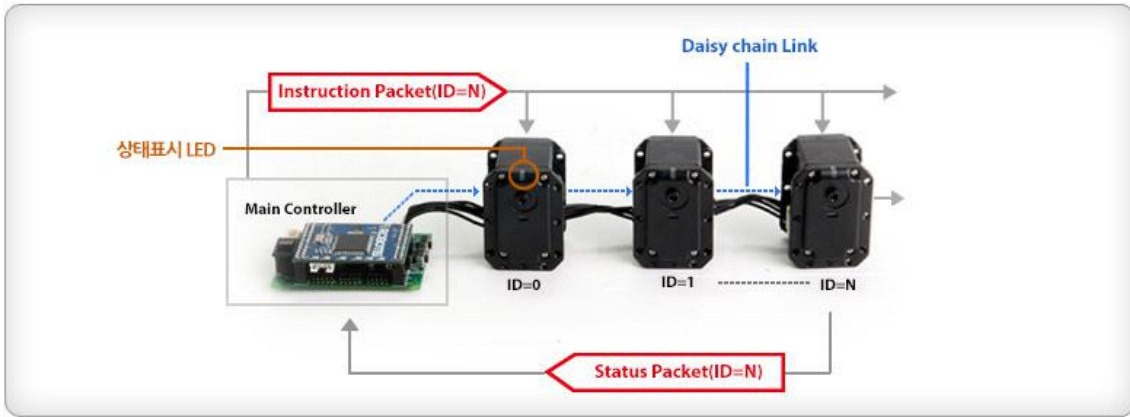 Daisy chain Link
Instruction Packet(ID=N)
상태표시 LED
Main Controller
ID=0
ID=1
ID=N
Status Packet(ID=N)